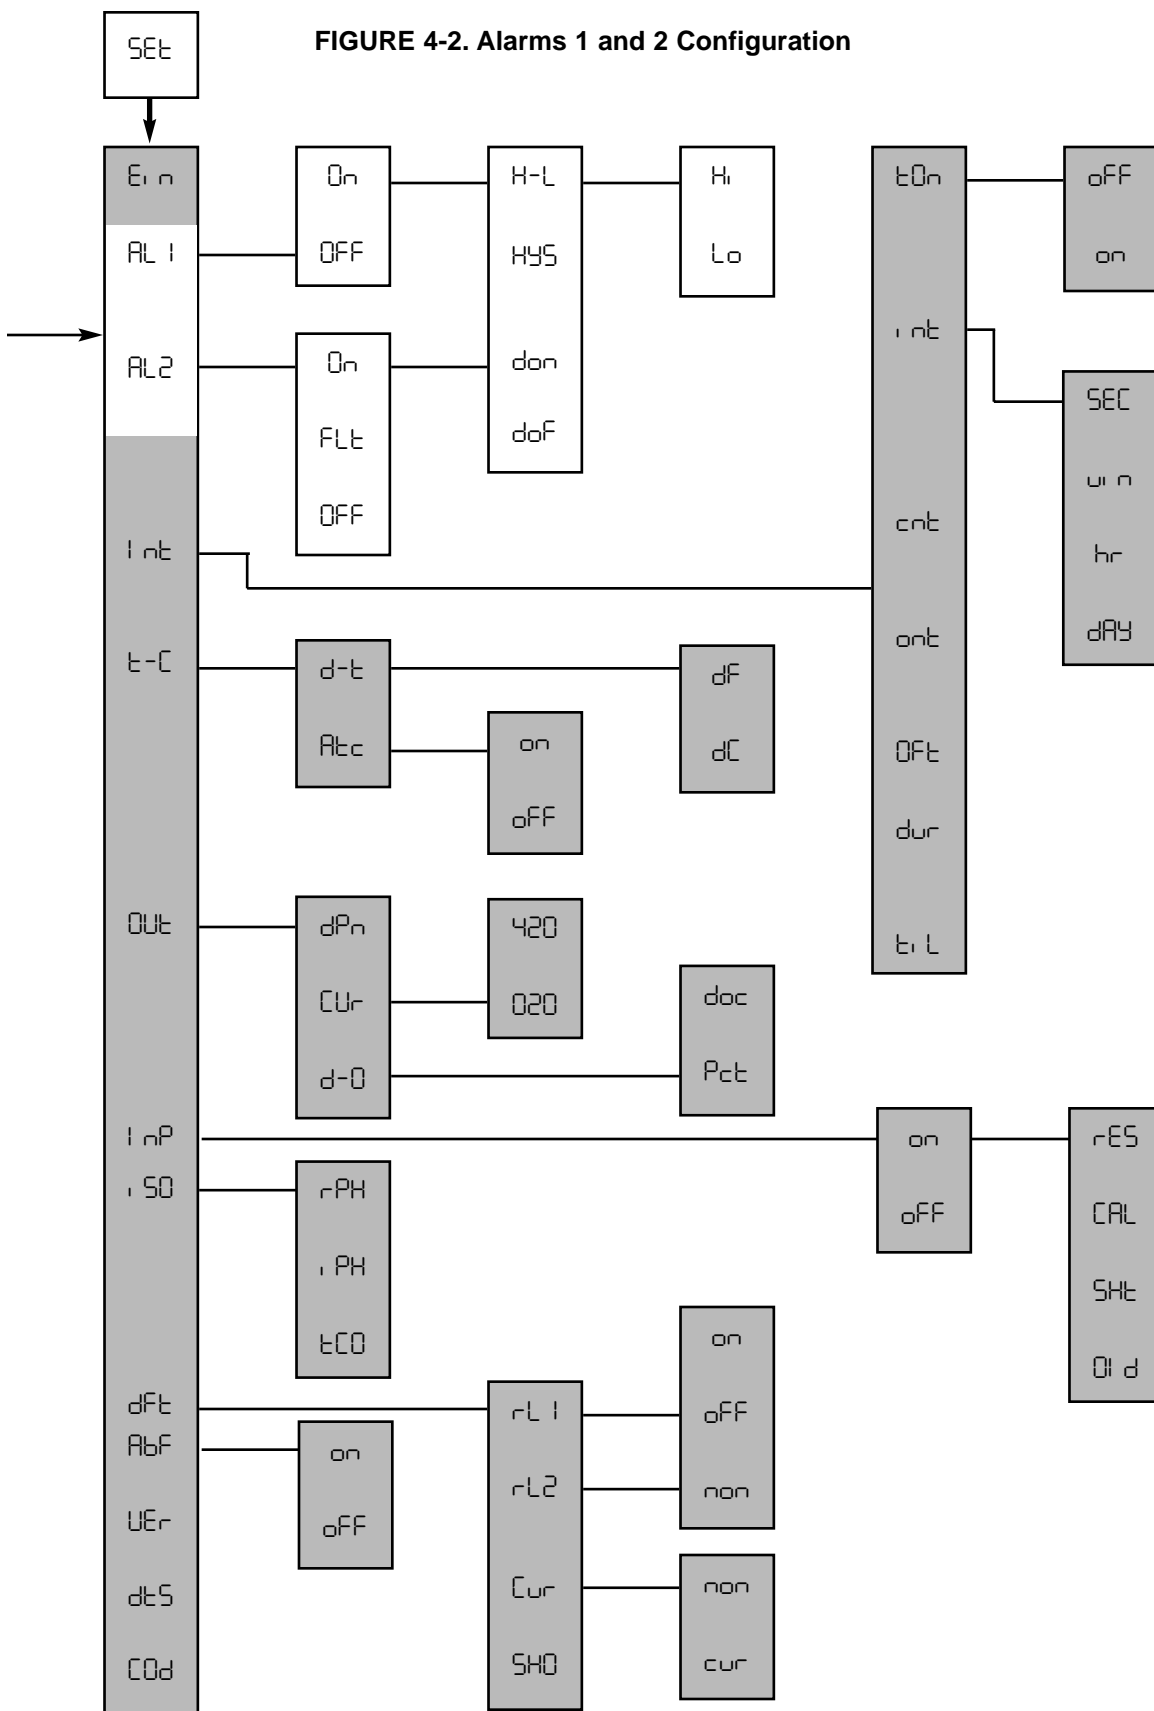 FIGURE 4-2. Alarms 1 and 2 Configuration
SEt
Ein
AL1
AL2
Int
t-C
OUt
InP
iSO
dFt
AbF
UEr
dtS
COd
On
OFF
On
FLt
OFF
H-L
HYS
don
doF
Hi
Lo
tOn
int
cnt
ont
OFt
dur
tiL
oFF
on
SEC
uin
hr
dAY
d-t
Atc
on
oFF
dF
dC
dPn
CUr
d-O
420
020
doc
Pct
on
oFF
rES
CAL
SHt
OId
rPH
iPH
tCO
rL1
rL2
Cur
SHO
on
oFF
non
non
cur
on
oFF